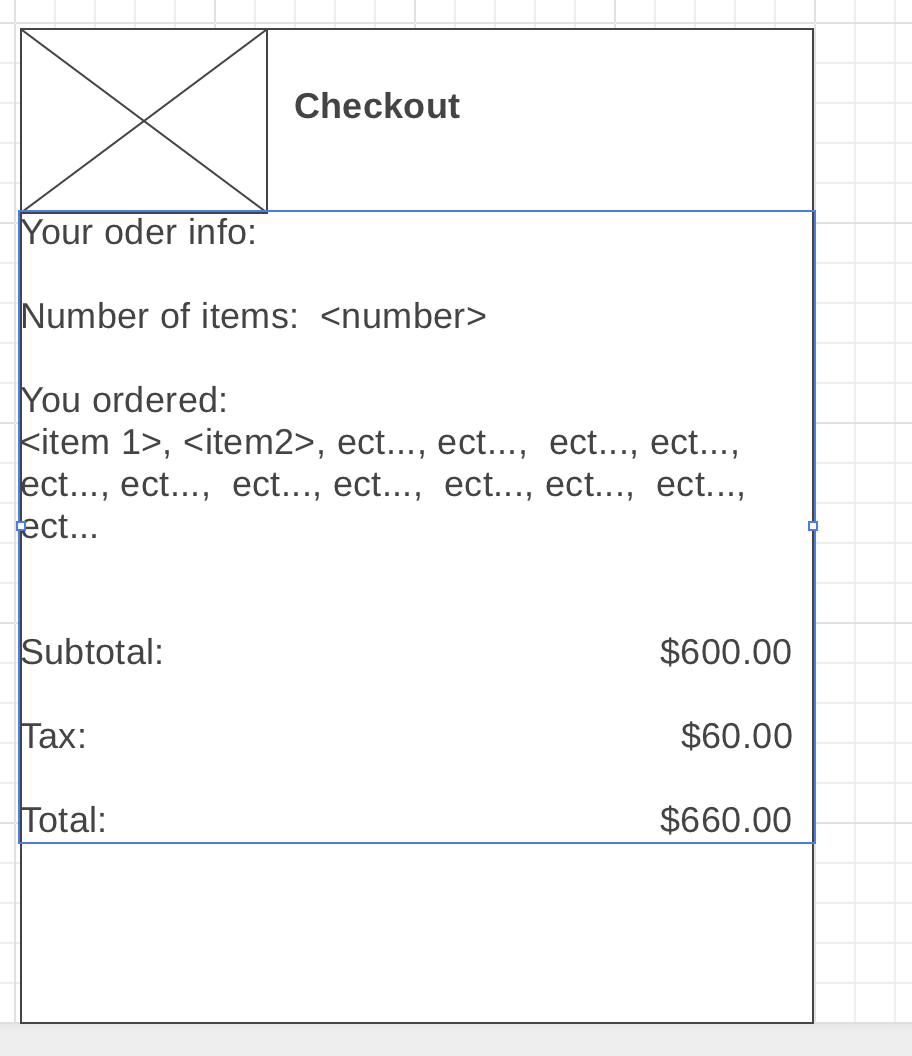 Checkout
Your oder info:
Number of items:  <number>
You ordered:
<item 1>, <item2>, ect..., ect...,  ect..., ect...,
ect..., ect...,  ect..., ect...,  ect..., ect...,  ect...,
ect...
Subtotal: $600.00
Tax: $60.00
Total: $660.00